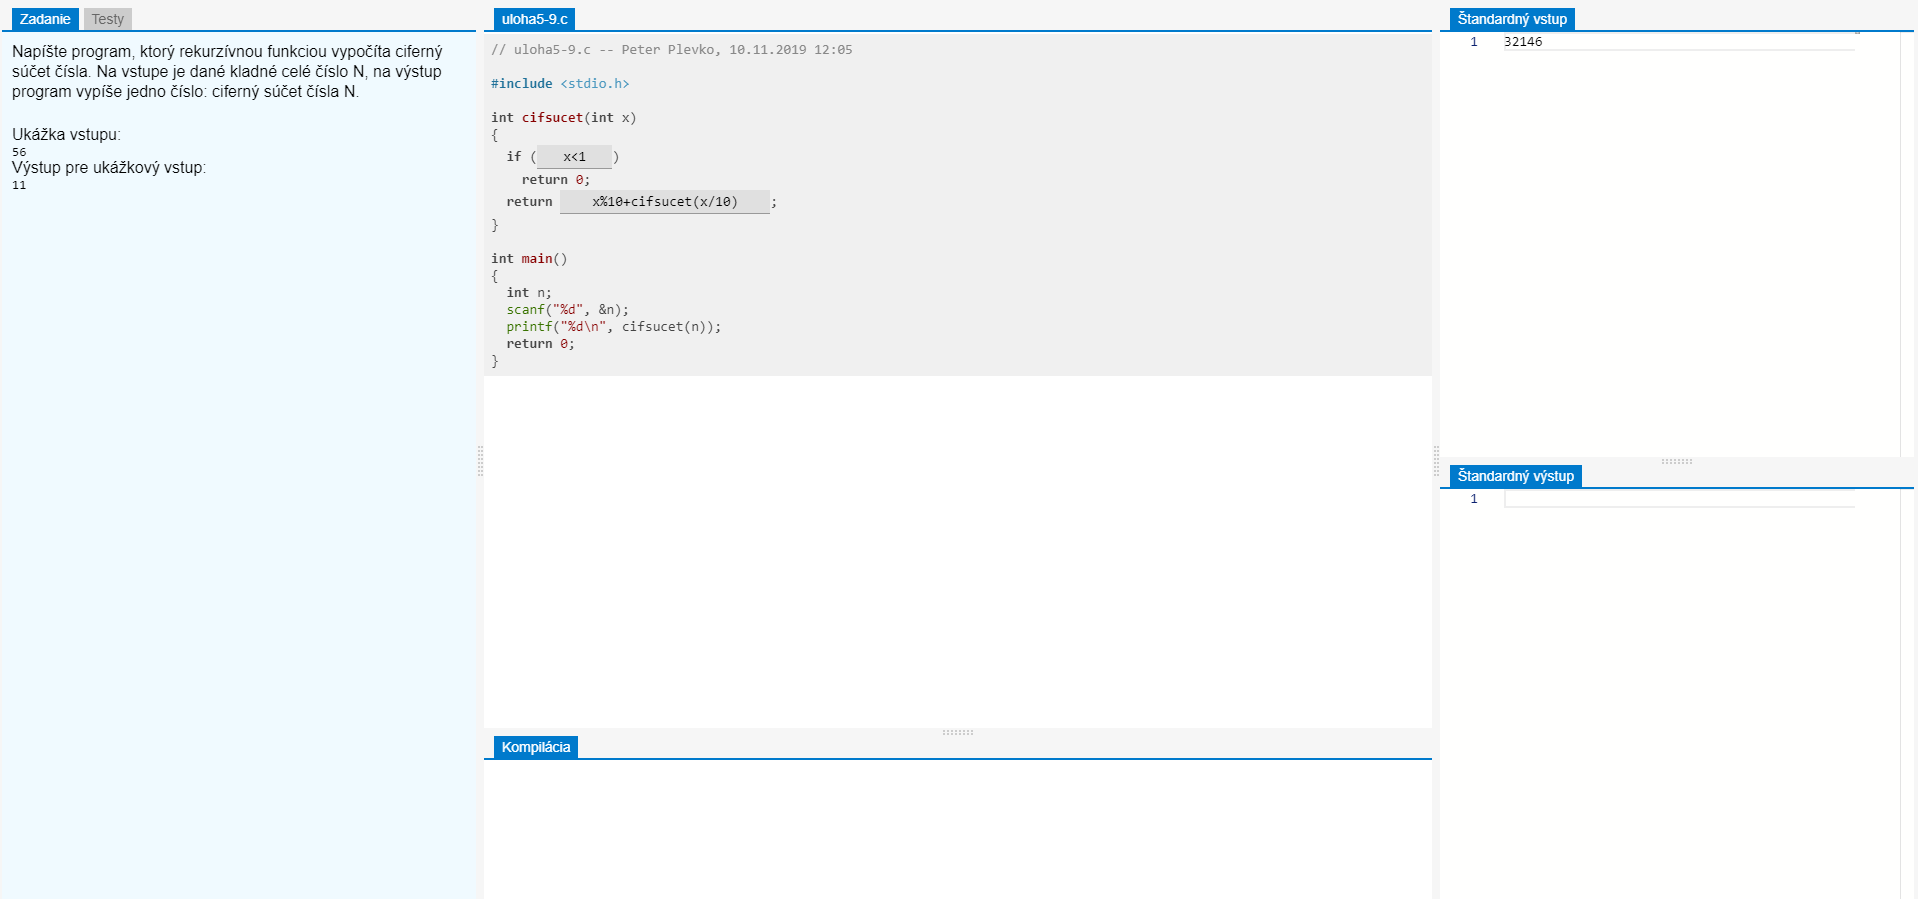 Zadanie
Testy
Napíšte program, ktorý rekurzívnou funkciou vypočíta ciferný
súčet čísla. Na vstupe je dané kladné celé číslo N, na výstup
program vypíše jedno číslo: ciferný súčet čísla N.
Ukážka vstupu:
56
Výstup pre ukážkový vstup:
11
uloha5-9.c
// uloha5-9.c -- Peter Plevko, 10.11.2019 12:05
#include <stdio.h>
int cifsucet(int x)
{
if ( x<1 )
return 0;
return x%10+cifsucet(x/10) ;
}
int main()
{
int n;
scanf("%d", &n);
printf("%d\n", cifsucet(n));
return 0;
}
Kompilácia
Štandardný vstup
1 32146
Štandardný výstup
1